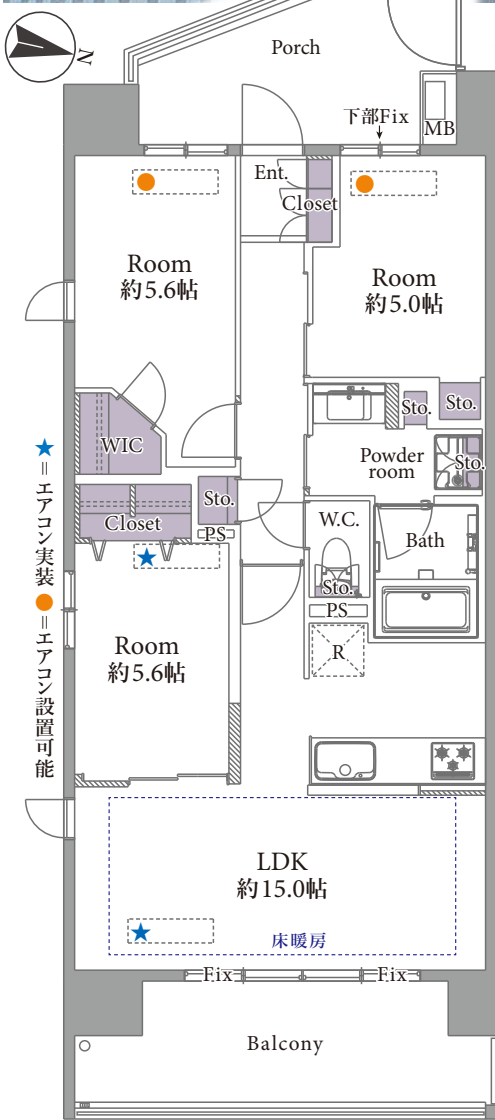 N
Porch
下部Fix
MB
Ent.
Closet
Room
約5.6帖
Room
約5.0帖
WIC
Sto.
Sto.
Powder
room
Sto.
Closet
Sto.
PS
W.C.
Bath
Sto.
PS
R
Room
約5.6帖
★=エアコン実装 ●=エアコン設置可能
LDK
約15.0帖
床暖房
Fix
Fix
Balcony